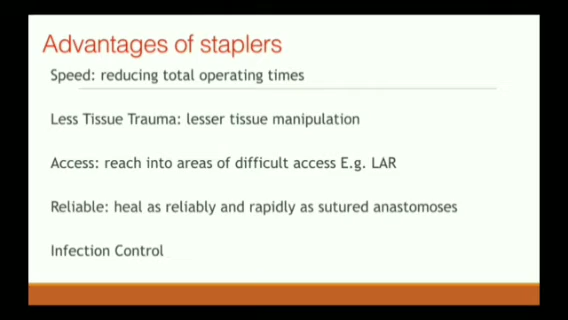 Advantages of staplers
Speed: reducing total operating times
Less Tissue Trauma: lesser tissue manipulation
Access: reach into areas of difficult access E.g. LAR
Reliable: heal as reliably and rapidly as sutured anastomoses
Infection Control